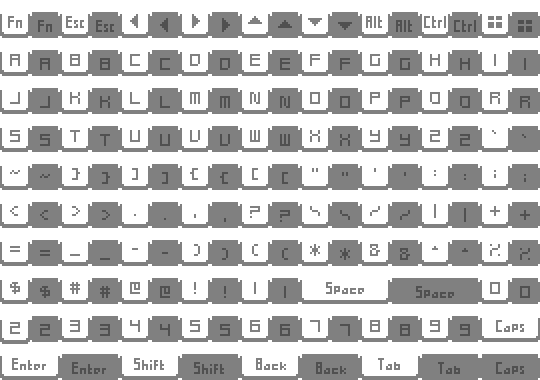 Fn Fn Esc Esc Alt Alt Ctrl Ctrl
A A B B C C D D E E F F G G H H I I
J J K K L L M M N N O O P P Q Q R R
S S T T U U V V W W X X Y Y Z Z ` `
~ ~ } } ] ] { { [ [ " " ' ' : : ; ;
< < > > . . , , ? ? \ \ / / | | + +
= = _ _ - - ) ) ( ( * * & & ^ ^ % %
$ $ # # @ @ ! ! 1 1 Space Space 0 0
2 2 3 3 4 4 5 5 6 6 7 7 8 8 9 9 Caps
Enter Enter Shift Shift Back Back Tab Tab Caps